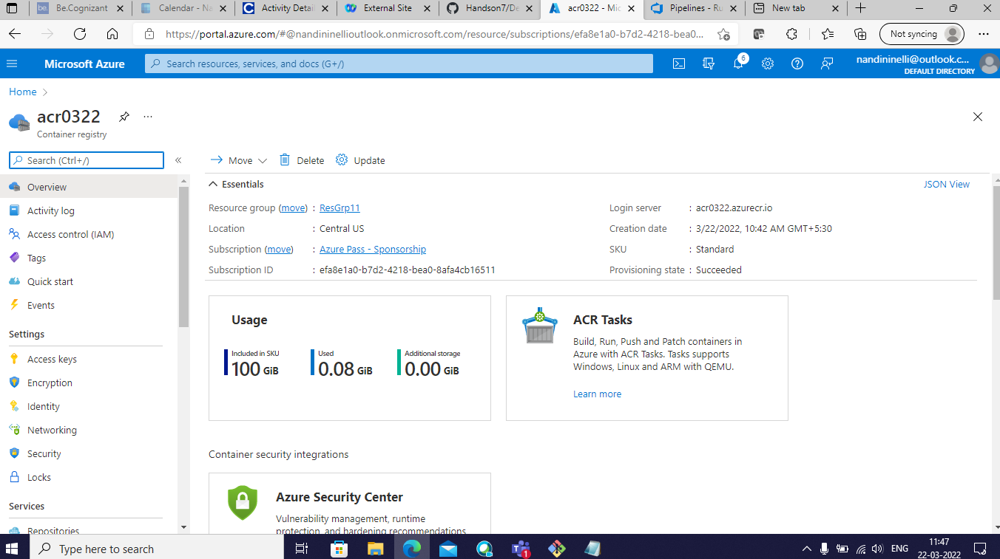 Be.Cognizant
Calendar - Na
Activity Detail
External Site
Handson7/De
acr0322 - Mic
Pipelines - Ru
New tab
https://portal.azure.com/#@nandininellioutlook.onmicrosoft.com/resource/subscriptions/efa8e1a0-b7d2-4218-bea0...
Not syncing
Microsoft Azure
Search resources, services, and docs (G+/)
6
nandininelli@outlook.c...
DEFAULT DIRECTORY
Home
acr0322
Container registry
Search (Ctrl+/)
«
Move
Delete
Update
Overview
Activity log
Access control (IAM)
Tags
Quick start
Events
Settings
Access keys
Encryption
Identity
Networking
Security
Locks
Services
Repositories
Essentials
JSON View
Resource group (move) : ResGrp11
Location : Central US
Subscription (move) : Azure Pass - Sponsorship
Subscription ID : efa8e1a0-b7d2-4218-bea0-8afa4cb16511
Login server : acr0322.azurecr.io
Creation date : 3/22/2022, 10:42 AM GMT+5:30
SKU : Standard
Provisioning state : Succeeded
Usage
Included in SKU
100 GiB
Used
0.08 GiB
Additional storage
0.00 GiB
ACR Tasks
Build, Run, Push and Patch containers in
Azure with ACR Tasks. Tasks supports
Windows, Linux and ARM with QEMU.
Learn more
Container security integrations
Azure Security Center
Vulnerability management, runtime
protection, and hardening recommendations
Type here to search
1
ENG
11:47
22-03-2022